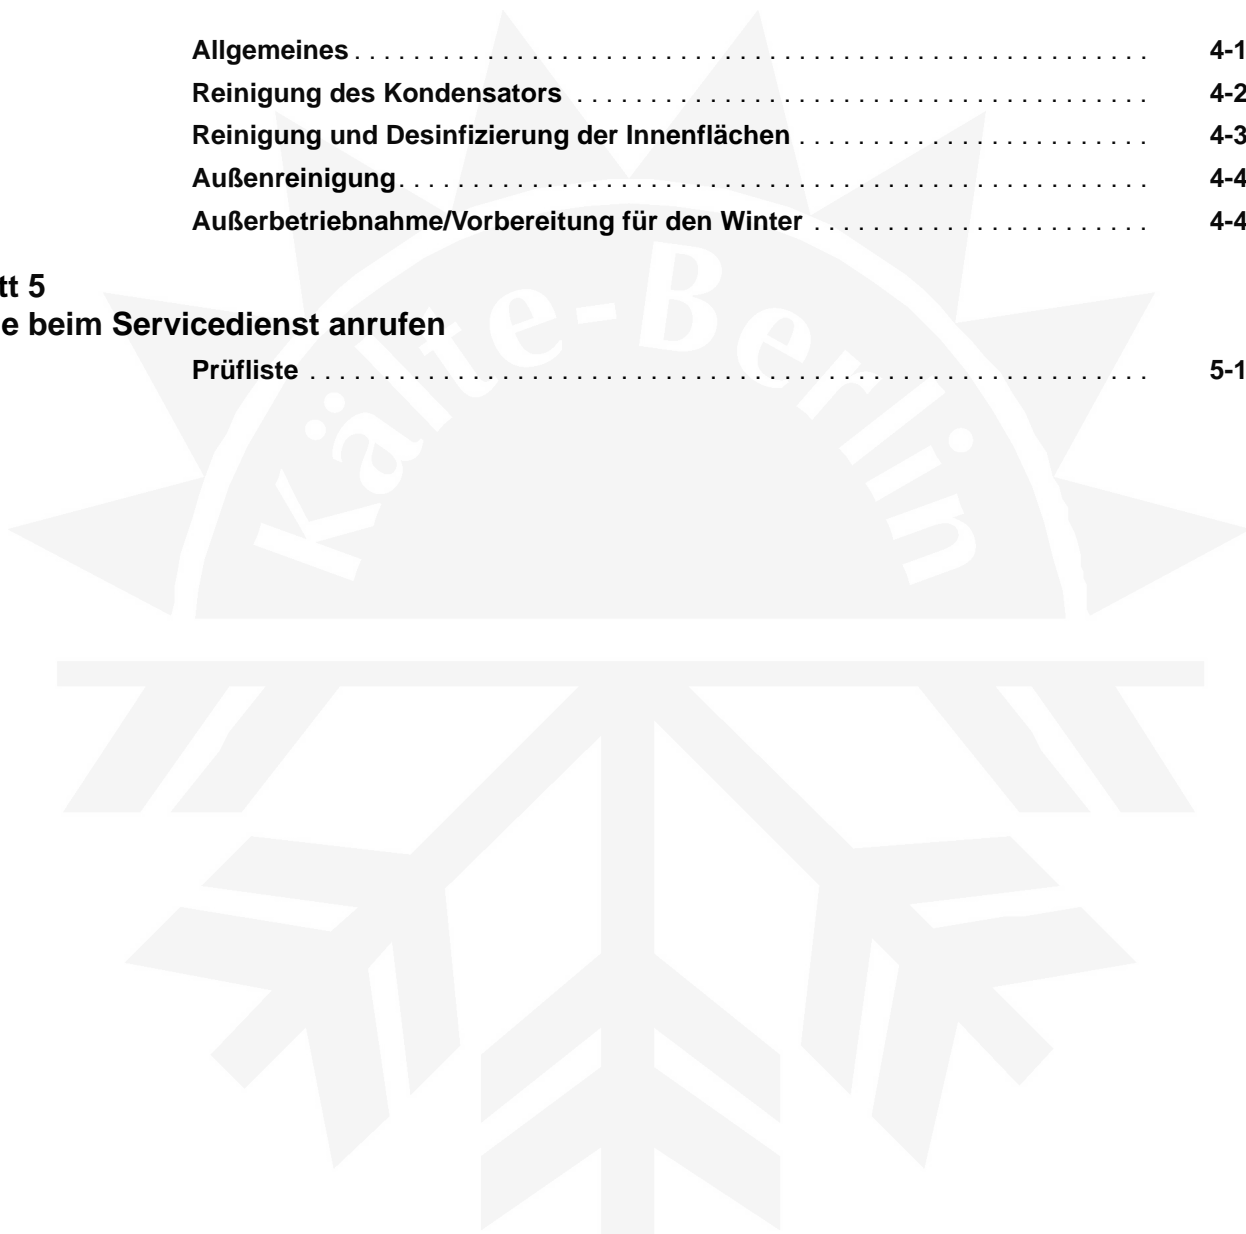 Allgemeines . . . . . . . . . . . . . . . . . . . . . . . . . . . . . . . . . . . . . . . . . . . . . . . . . . . . . . 4-1
Reinigung des Kondensators . . . . . . . . . . . . . . . . . . . . . . . . . . . . . . . . . . . . . . . 4-2
Reinigung und Desinfizierung der Innenflächen . . . . . . . . . . . . . . . . . . . . . . . . 4-3
Außenreinigung. . . . . . . . . . . . . . . . . . . . . . . . . . . . . . . . . . . . . . . . . . . . . . . . . . . 4-4
Außerbetriebnahme/Vorbereitung für den Winter . . . . . . . . . . . . . . . . . . . . . . . 4-4
tt 5
e beim Servicedienst anrufen
Prüfliste . . . . . . . . . . . . . . . . . . . . . . . . . . . . . . . . . . . . . . . . . . . . . . . . . . . . . . . . . 5-1
Kälte-Berlin